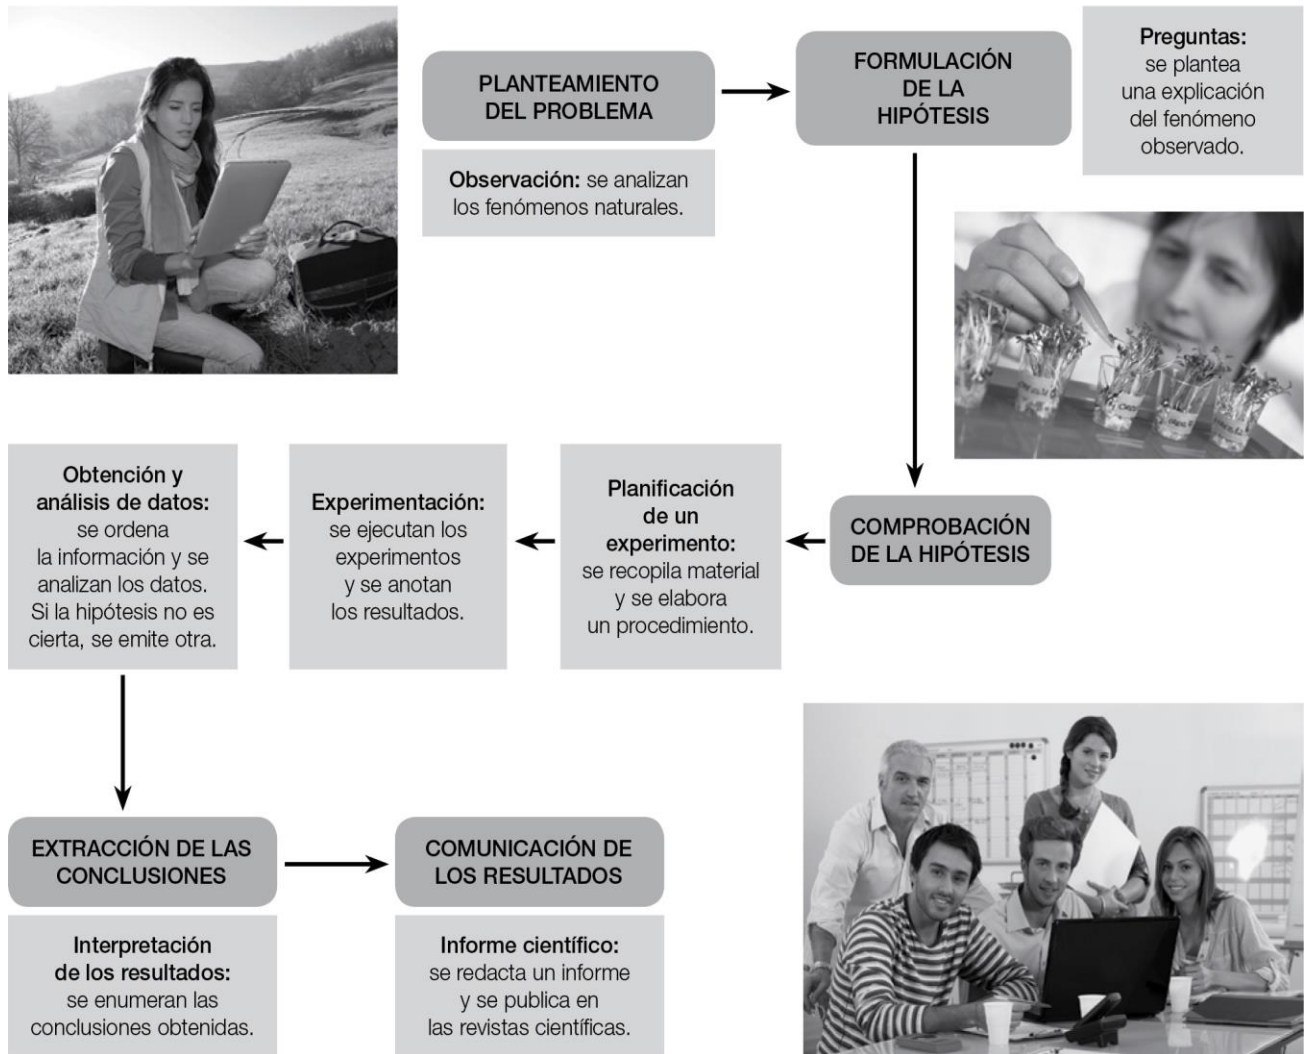 PLANTEAMIENTO
DEL PROBLEMA
Observación: se analizan
los fenómenos naturales.
FORMULACIÓN
DE LA
HIPÓTESIS
Preguntas:
se plantea
una explicación
del fenómeno
observado.
COMPROBACIÓN
DE LA HIPÓTESIS
Planificación
de un
experimento:
se recopila material
y se elabora
un procedimiento.
Experimentación:
se ejecutan los
experimentos
y se anotan
los resultados.
Obtención y
análisis de datos:
se ordena
la información y se
analizan los datos.
Si la hipótesis no es
cierta, se emite otra.
EXTRACCIÓN DE LAS
CONCLUSIONES
Interpretación
de los resultados:
se enumeran las
conclusiones obtenidas.
COMUNICACIÓN DE
LOS RESULTADOS
Informe científico:
se redacta un informe
y se publica en
las revistas científicas.